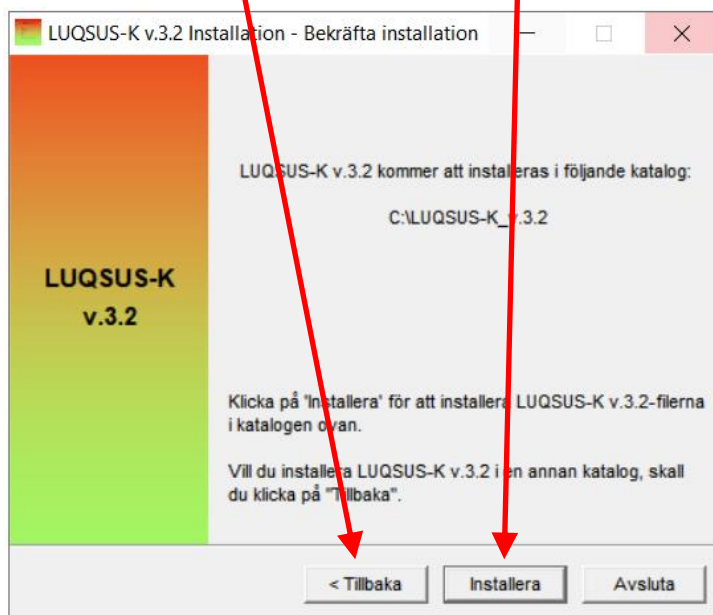 LUQSUS-K v.3.2 Installation - Bekräfta installation
LUQSUS-K v.3.2 kommer att installeras i följande katalog:
C:\LUQSUS-K_v.3.2
LUQSUS-K
v.3.2
Klicka på 'Installera' för att installera LUQSUS-K v.3.2-filerna
i katalogen ovan.
Vill du installera LUQSUS-K v.3.2 i en annan katalog, skall
du klicka på "Tillbaka".
< Tillbaka
Installera
Avsluta